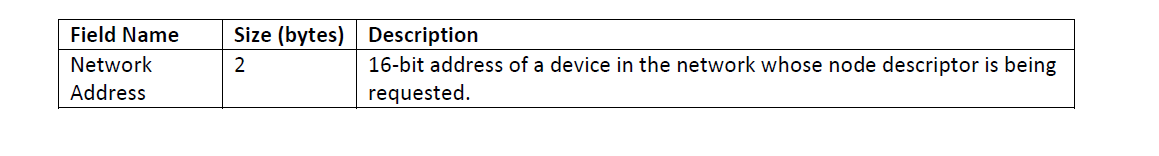 Field Name Size (bytes) Description
Network 2 16-bit address of a device in the network whose node descriptor is being
Address requested.